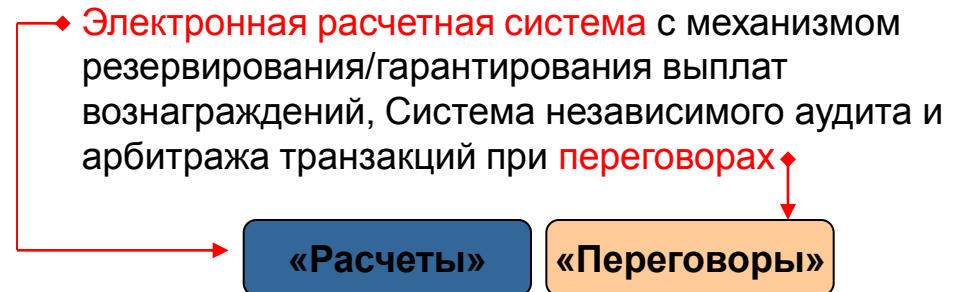 Электронная расчетная система с механизмом
резервирования/гарантирования выплат
вознаграждений, Система независимого аудита и
арбитража транзакций при переговорах
«Расчеты» «Переговоры»